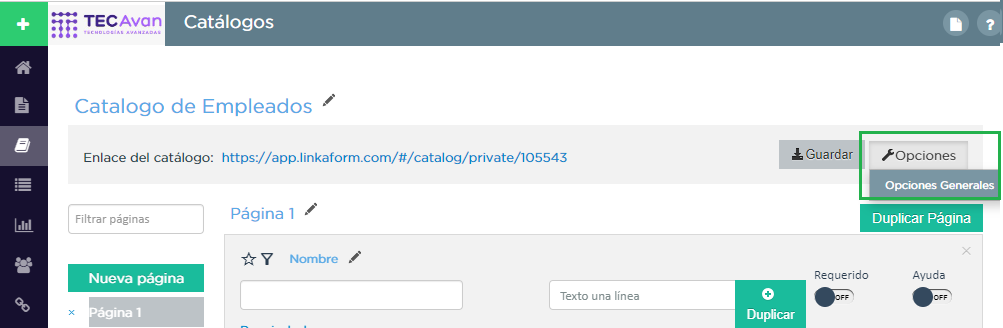 TECAvan
TECNOLOGÍAS AVANZADAS
Catálogos
?
Catalogo de Empleados
Enlace del catálogo: https://app.linkaform.com/#/catalog/private/105543
Guardar
Opciones
Opciones Generales
Filtrar páginas
Página 1
Duplicar Página
Nombre
×
Nueva página
× Página 1
Texto una línea
Duplicar
Requerido
OFF
Ayuda
OFF